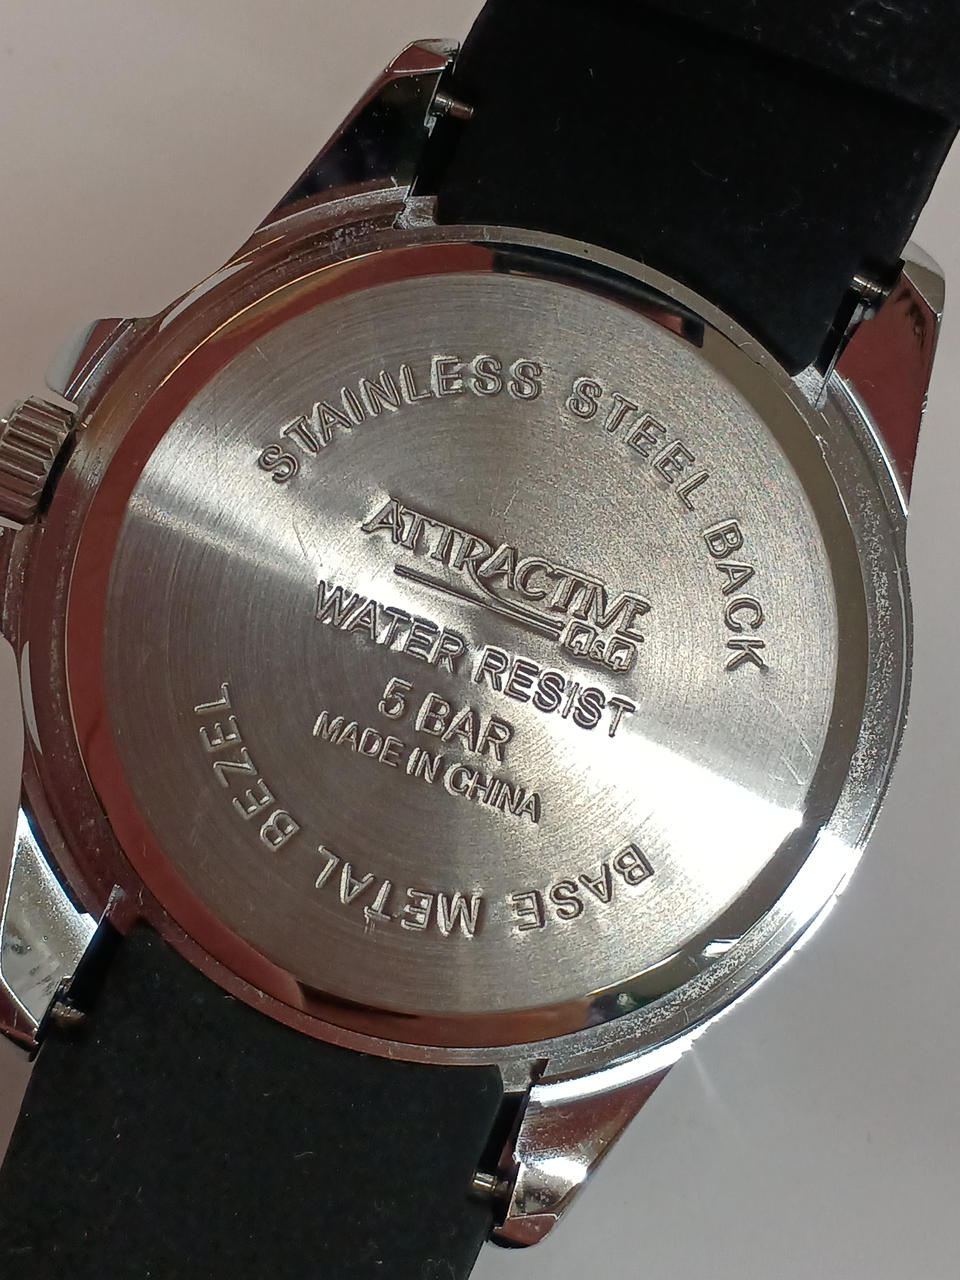 STAINLESS STEEL BACK
ATTRACTIVE
Q&Q
WATER RESIST
5 BAR
MADE IN CHINA
BASE METAL BEZEL